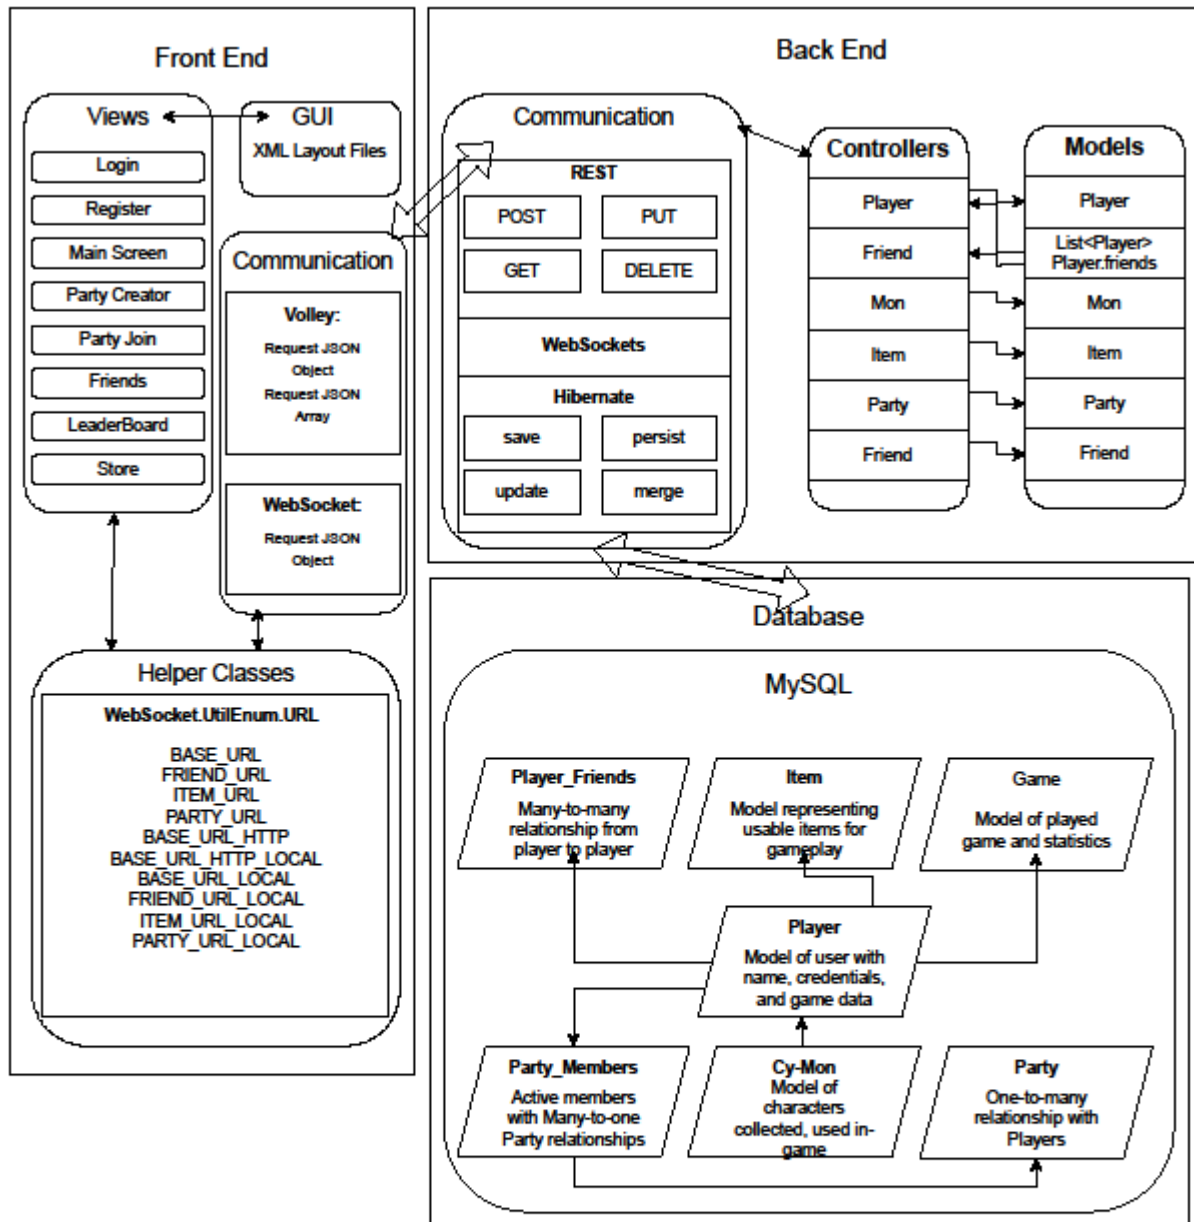 Front End
Views
GUI
XML Layout Files
Login
Register
Main Screen
Party Creator
Party Join
Friends
LeaderBoard
Store
Communication
Volley:
Request JSON
Object
Request JSON
Array
WebSocket:
Request JSON
Object
Helper Classes
WebSocket.UtilEnum.URL
BASE_URL
FRIEND_URL
ITEM_URL
PARTY_URL
BASE_URL_HTTP
BASE_URL_HTTP_LOCAL
BASE_URL_LOCAL
FRIEND_URL_LOCAL
ITEM_URL_LOCAL
PARTY_URL_LOCAL
Back End
Communication
REST
POST
PUT
GET
DELETE
WebSockets
Hibernate
save
persist
update
merge
Controllers
Player
Friend
Mon
Item
Party
Friend
Models
Player
List<Player>
Player.friends
Mon
Item
Party
Friend
Database
MySQL
Player_Friends
Many-to-many
relationship from
player to player
Item
Model representing
usable items for
gameplay
Game
Model of played
game and statistics
Player
Model of user with
name, credentials,
and game data
Party_Members
Active members
with Many-to-one
Party relationships
Cy-Mon
Model of
characters
collected, used in-
game
Party
One-to-many
relationship with
Players